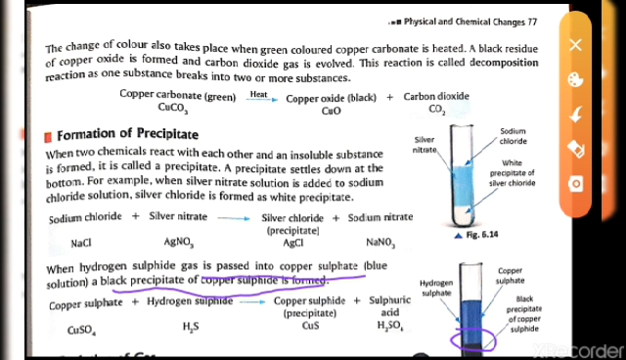 Physical and Chemical Changes 77
The change of colour also takes place when green coloured copper carbonate is heated. A black residue
of copper oxide is formed and carbon dioxide gas is evolved. This reaction is called decomposition
reaction as one substance breaks into two or more substances.
Copper carbonate (green) Heat → Copper oxide (black) + Carbon dioxide
CuCO3 CuO CO2
Formation of Precipitate
When two chemicals react with each other and an insoluble substance
is formed, it is called a precipitate. A precipitate settles down at the
bottom. For example, when silver nitrate solution is added to sodium
chloride solution, silver chloride is formed as white precipitate.
Sodium chloride + Silver nitrate → Silver chloride + Sodium nitrate
(precipitate)
NaCl AgNO3 AgCl NaNO3
Silver
nitrate
Sodium
chloride
White
precipitate of
silver chloride
▲ Fig. 6.14
When hydrogen sulphide gas is passed into copper sulphate (blue
solution) a black precipitate of copper sulphide is formed.
Copper sulphate + Hydrogen sulphide → Copper sulphide + Sulphuric
(precipitate) acid
CuSO4 H2S CuS H2SO4
Hydrogen
sulphate
Copper
sulphate
Black
precipitate
of copper
sulphide
XRecorder